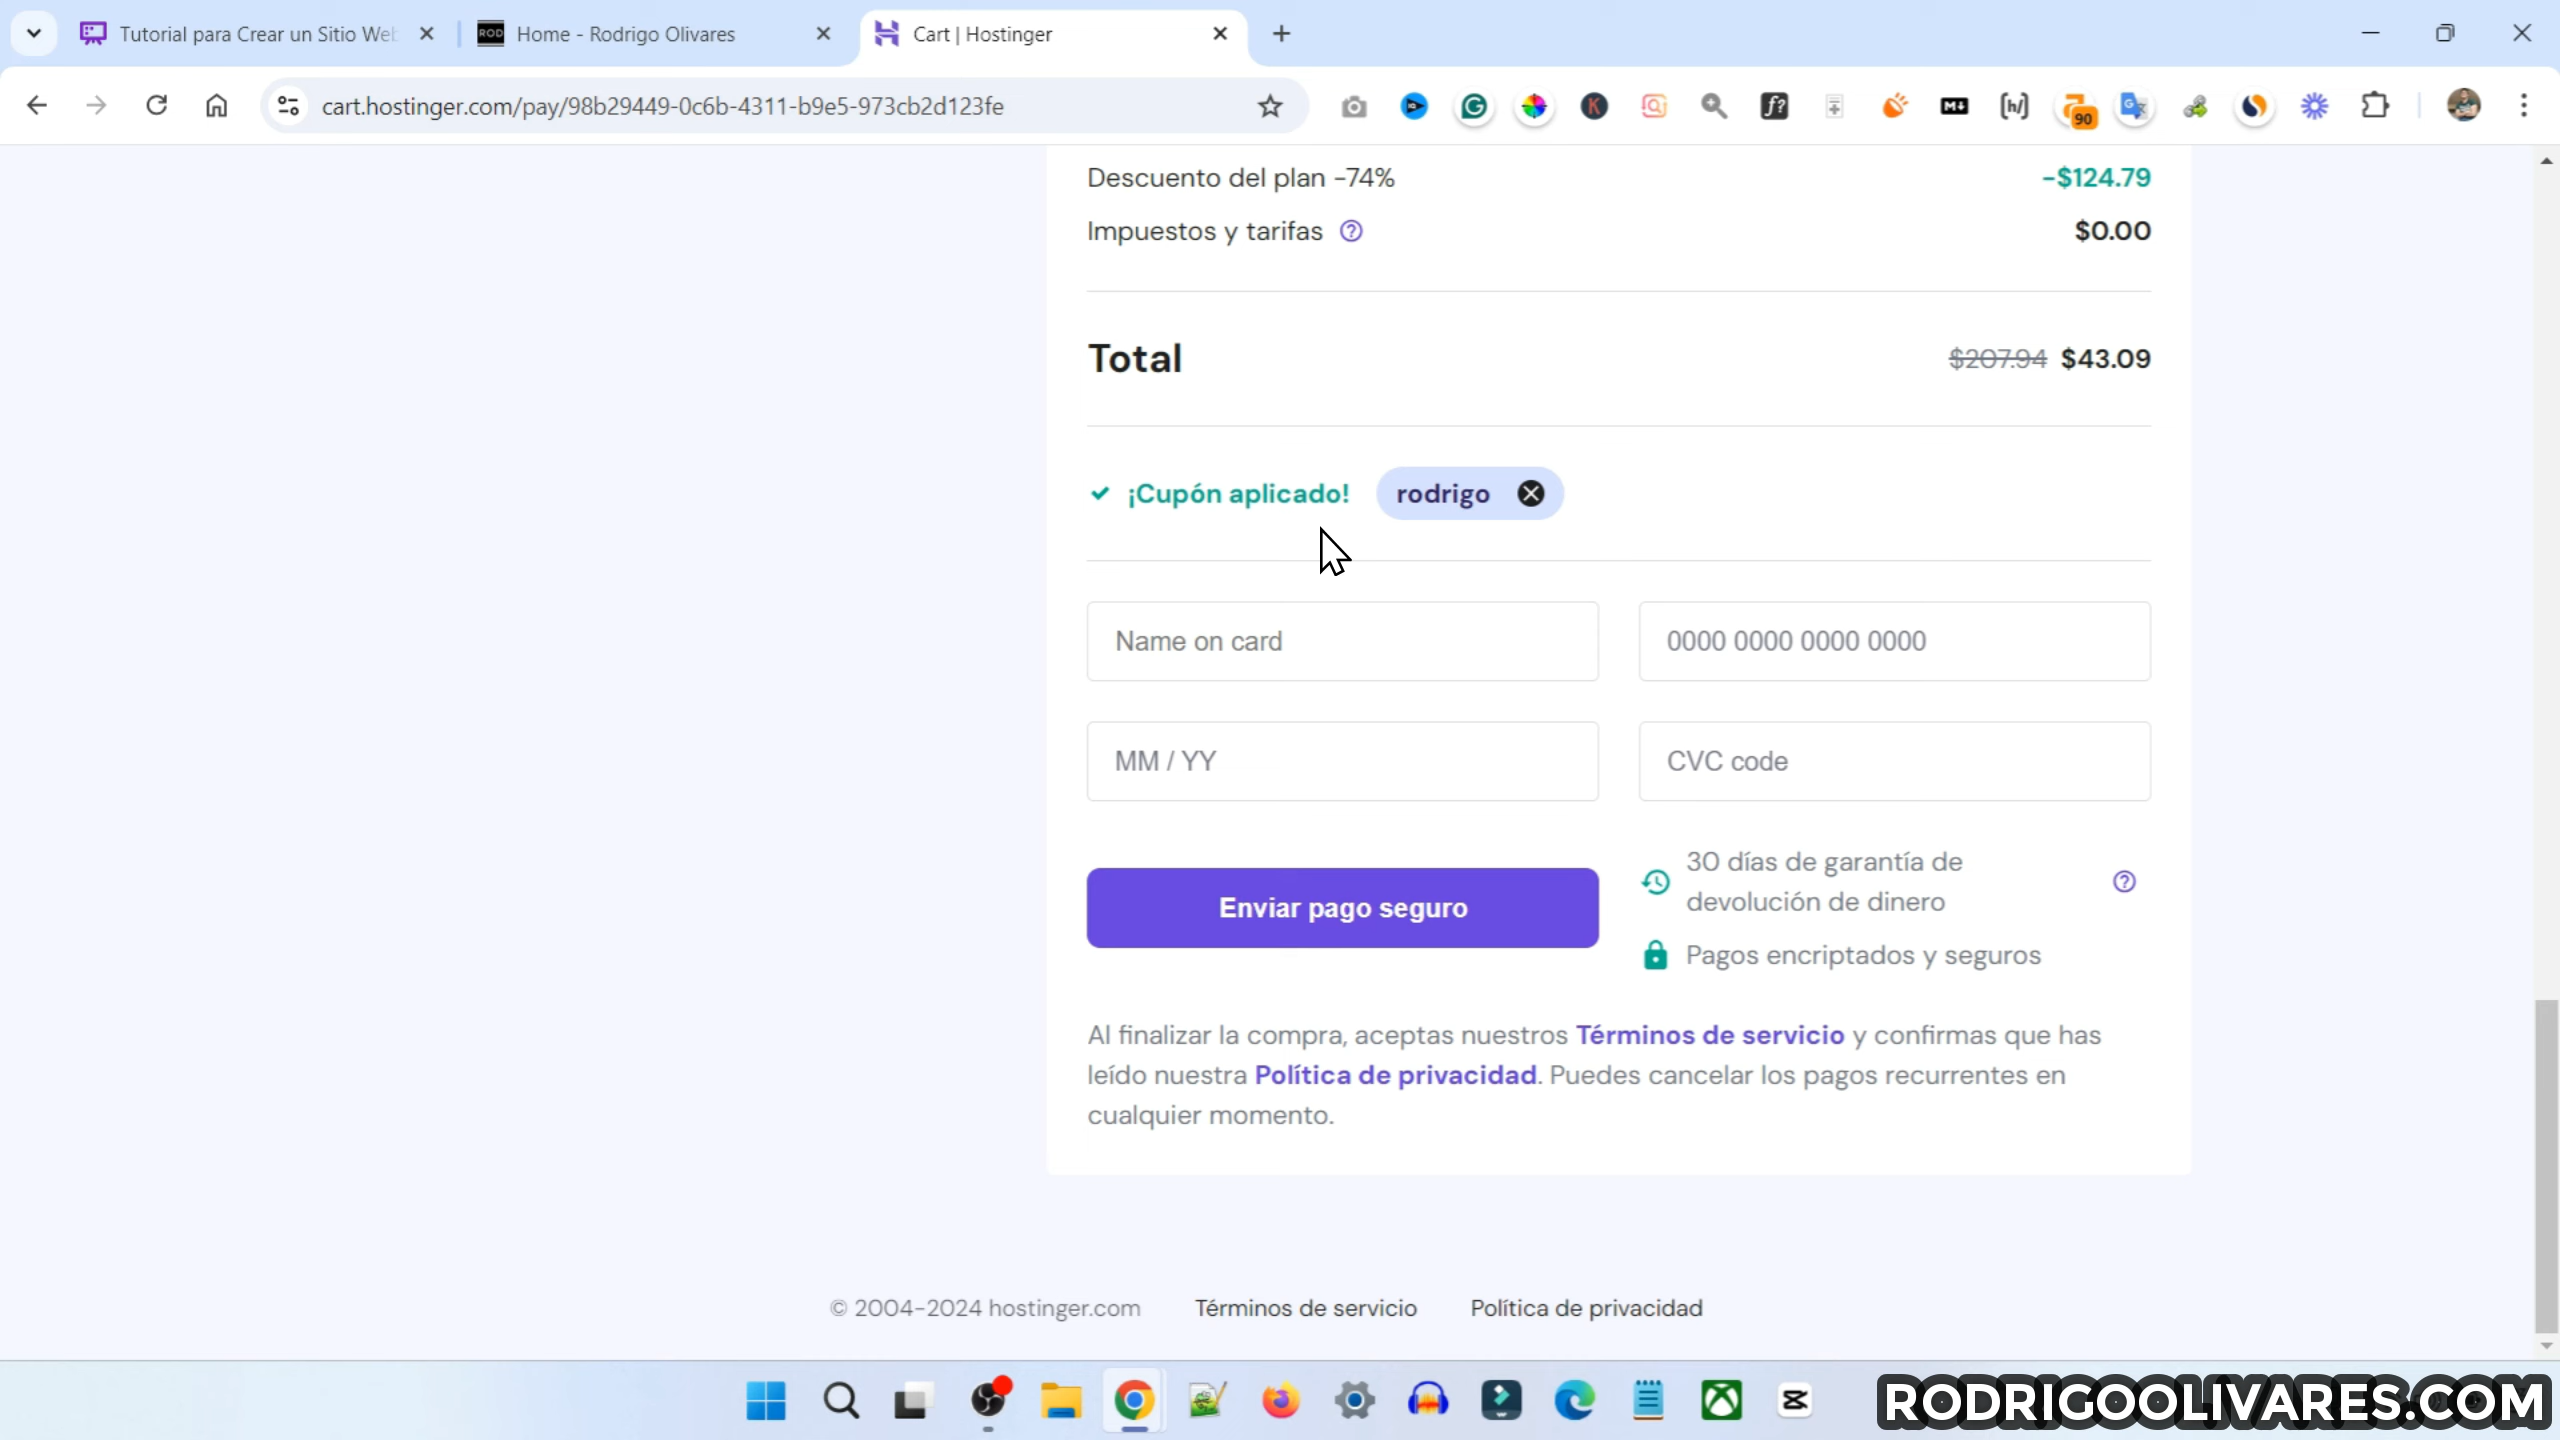 Tutorial para Crear un Sitio Web
Home - Rodrigo Olivares
Cart | Hostinger
cart.hostinger.com/pay/98b29449-0c6b-4311-b9e5-973cb2d123fe
90
Descuento del plan -74% -$124.79
Impuestos y tarifas $0.00
Total $207.94 $43.09
¡Cupón aplicado! rodrigo
Name on card 0000 0000 0000 0000
MM / YY CVC code
Enviar pago seguro
30 días de garantía de
devolución de dinero
Pagos encriptados y seguros
Al finalizar la compra, aceptas nuestros Términos de servicio y confirmas que has
leído nuestra Política de privacidad. Puedes cancelar los pagos recurrentes en
cualquier momento.
© 2004-2024 hostinger.com Términos de servicio Política de privacidad
RODRIGOOLIVARES.COM